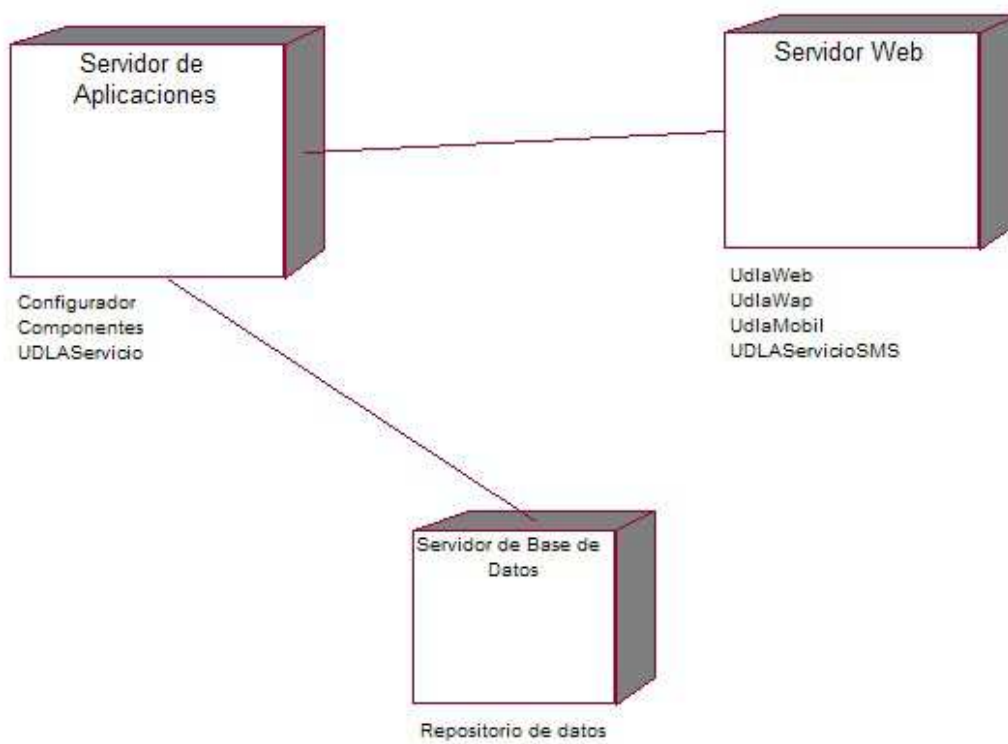 Servidor de
Aplicaciones
Configurador
Componentes
UDLAServicio
Servidor Web
UdlaWeb
UdlaWap
UdlaMobil
UDLAServicioSMS
Servidor de Base de
Datos
Repositorio de datos